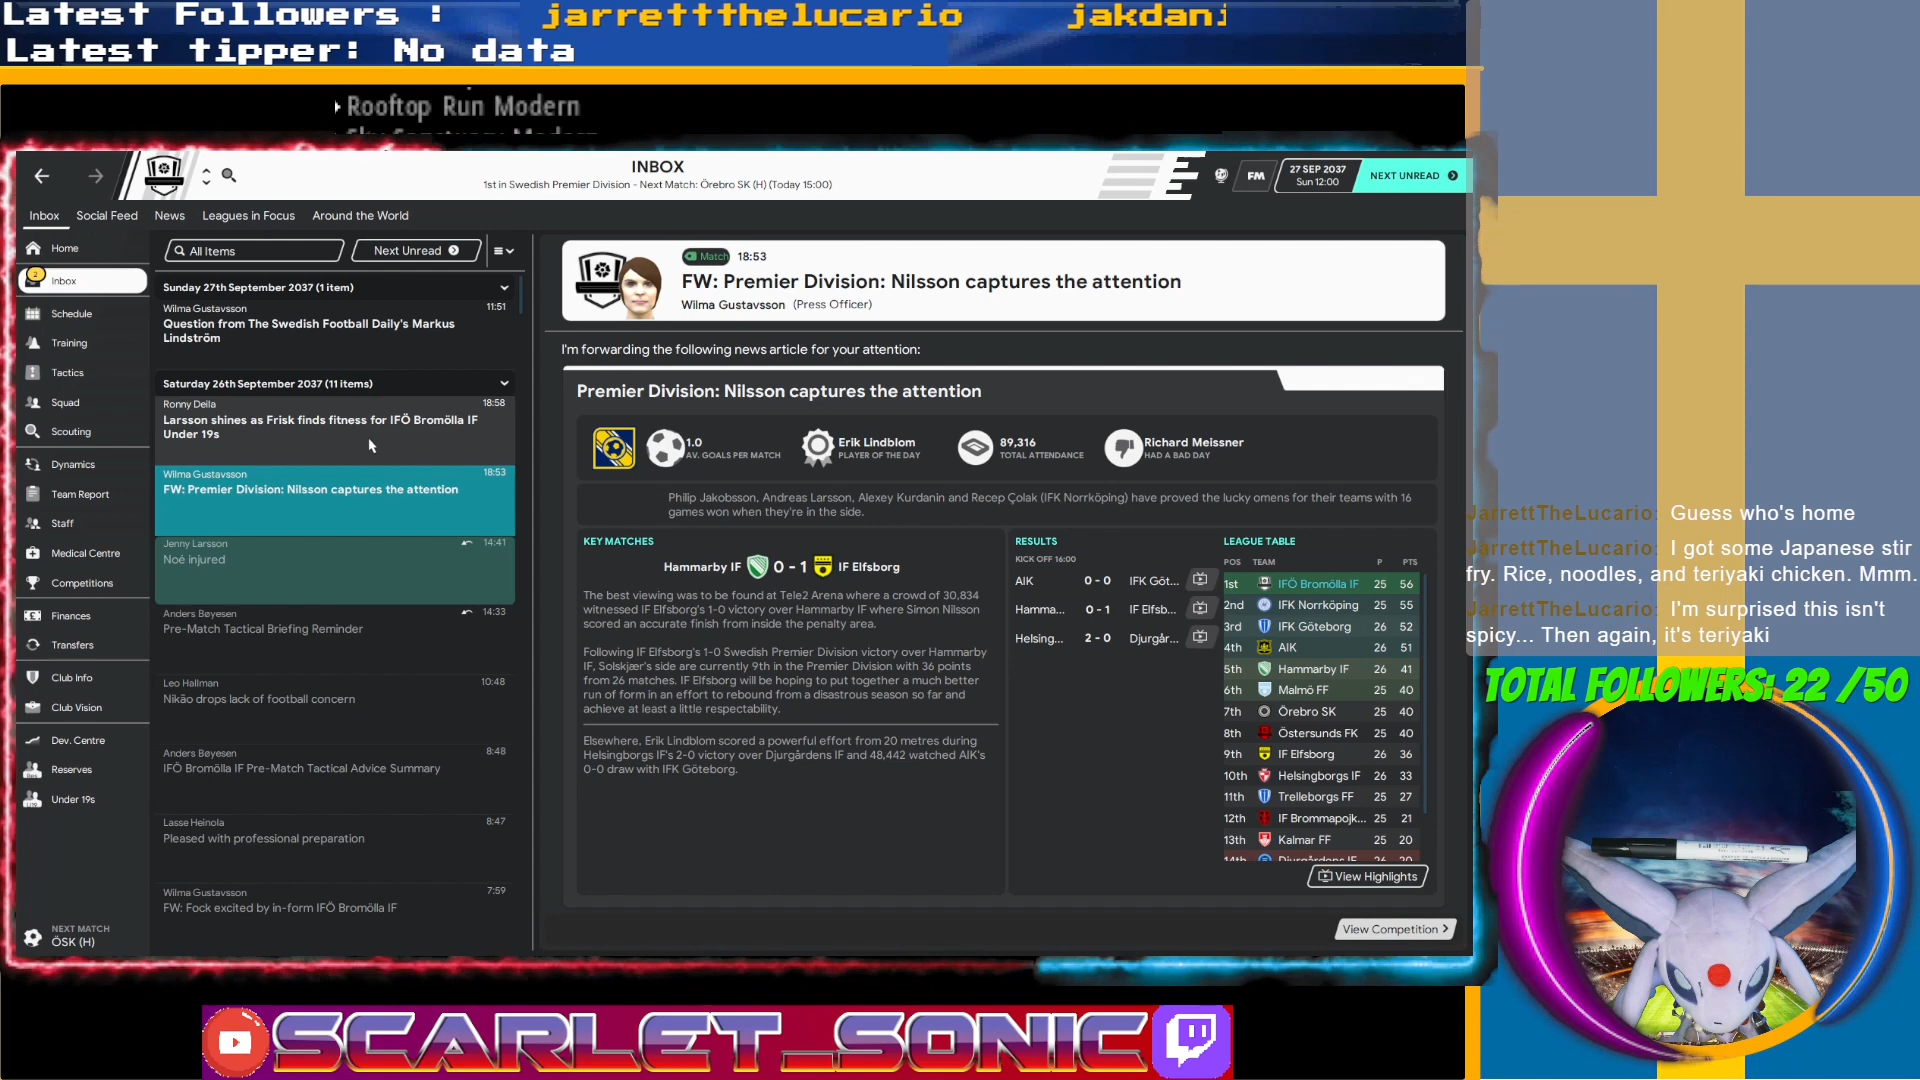 Latest Followers :    jarrettthelucario    jakdani
Latest tipper: No data
Rooftop Run Modern
INBOX
1st in Swedish Premier Division - Next Match: Örebro SK (H) (Today 15:00)
FM
27 SEP 2037
Sun 12:00
NEXT UNREAD
Inbox  Social Feed  News  Leagues in Focus  Around the World
Home
2
Inbox
Schedule
Training
Tactics
Squad
Scouting
Dynamics
Team Report
Staff
Medical Centre
Competitions
Finances
Transfers
Club Info
Club Vision
Dev. Centre
Reserves
Under 19s
NEXT MATCH
ÖSK (H)
All Items  Next Unread
Sunday 27th September 2037 (1 item)
Wilma Gustavsson  11:51
Question from The Swedish Football Daily's Markus
Lindström
Saturday 26th September 2037 (11 items)
Ronny Deila  18:58
Larsson shines as Frisk finds fitness for IFÖ Bromölla IF
Under 19s
Wilma Gustavsson  18:53
FW: Premier Division: Nilsson captures the attention
Jenny Larsson  14:41
Noé injured
Anders Bøyesen  14:33
Pre-Match Tactical Briefing Reminder
Leo Hallman  10:48
Nikão drops lack of football concern
Anders Bøyesen  8:48
IFÖ Bromölla IF Pre-Match Tactical Advice Summary
Lasse Heinola  8:47
Pleased with professional preparation
Wilma Gustavsson  7:59
FW: Fock excited by in-form IFÖ Bromölla IF
Match  18:53
FW: Premier Division: Nilsson captures the attention
Wilma Gustavsson (Press Officer)
I'm forwarding the following news article for your attention:
Premier Division: Nilsson captures the attention
1.0
AV. GOALS PER MATCH
Erik Lindblom
PLAYER OF THE DAY
89,316
TOTAL ATTENDANCE
Richard Meissner
HAD A BAD DAY
Philip Jakobsson, Andreas Larsson, Alexey Kurdanin and Recep Çolak (IFK Norrköping) have proved the lucky omens for their teams with 16
games won when they're in the side.
KEY MATCHES
Hammarby IF 0 - 1 IF Elfsborg
The best viewing was to be found at Tele2 Arena where a crowd of 30,834
witnessed IF Elfsborg's 1-0 victory over Hammarby IF where Simon Nilsson
scored an accurate finish from inside the penalty area.
Following IF Elfsborg's 1-0 Swedish Premier Division victory over Hammarby
IF, Solskjær's side are currently 9th in the Premier Division with 36 points
from 26 matches. IF Elfsborg will be hoping to put together a much better
run of form in an effort to rebound from a disastrous season so far and
achieve at least a little respectability.
Elsewhere, Erik Lindblom scored a powerful effort from 20 metres during
Helsingborgs IF's 2-0 victory over Djurgårdens IF and 48,442 watched AIK's
0-0 draw with IFK Göteborg.
RESULTS
KICK OFF 16:00
AIK 0 - 0 IFK Göt...
Hamma... 0 - 1 IF Elfsb...
Helsing... 2 - 0 Djurgår...
LEAGUE TABLE
POS TEAM P PTS
1st IFÖ Bromölla IF 25 56
2nd IFK Norrköping 25 55
3rd IFK Göteborg 26 52
4th AIK 26 51
5th Hammarby IF 26 41
6th Malmö FF 25 40
7th Örebro SK 25 40
8th Östersunds FK 25 40
9th IF Elfsborg 26 36
10th Helsingborgs IF 26 33
11th Trelleborgs FF 25 27
12th IF Brommapojk... 25 21
13th Kalmar FF 25 20
14th Djurgårdens IF 26 20
View Highlights
View Competition
JarrettTheLucario: Guess who's home
JarrettTheLucario: I got some Japanese stir
fry. Rice, noodles, and teriyaki chicken. Mmm.
JarrettTheLucario: I'm surprised this isn't
spicy... Then again, it's teriyaki
TOTAL FOLLOWERS: 22 /50
SCARLET_SONIC